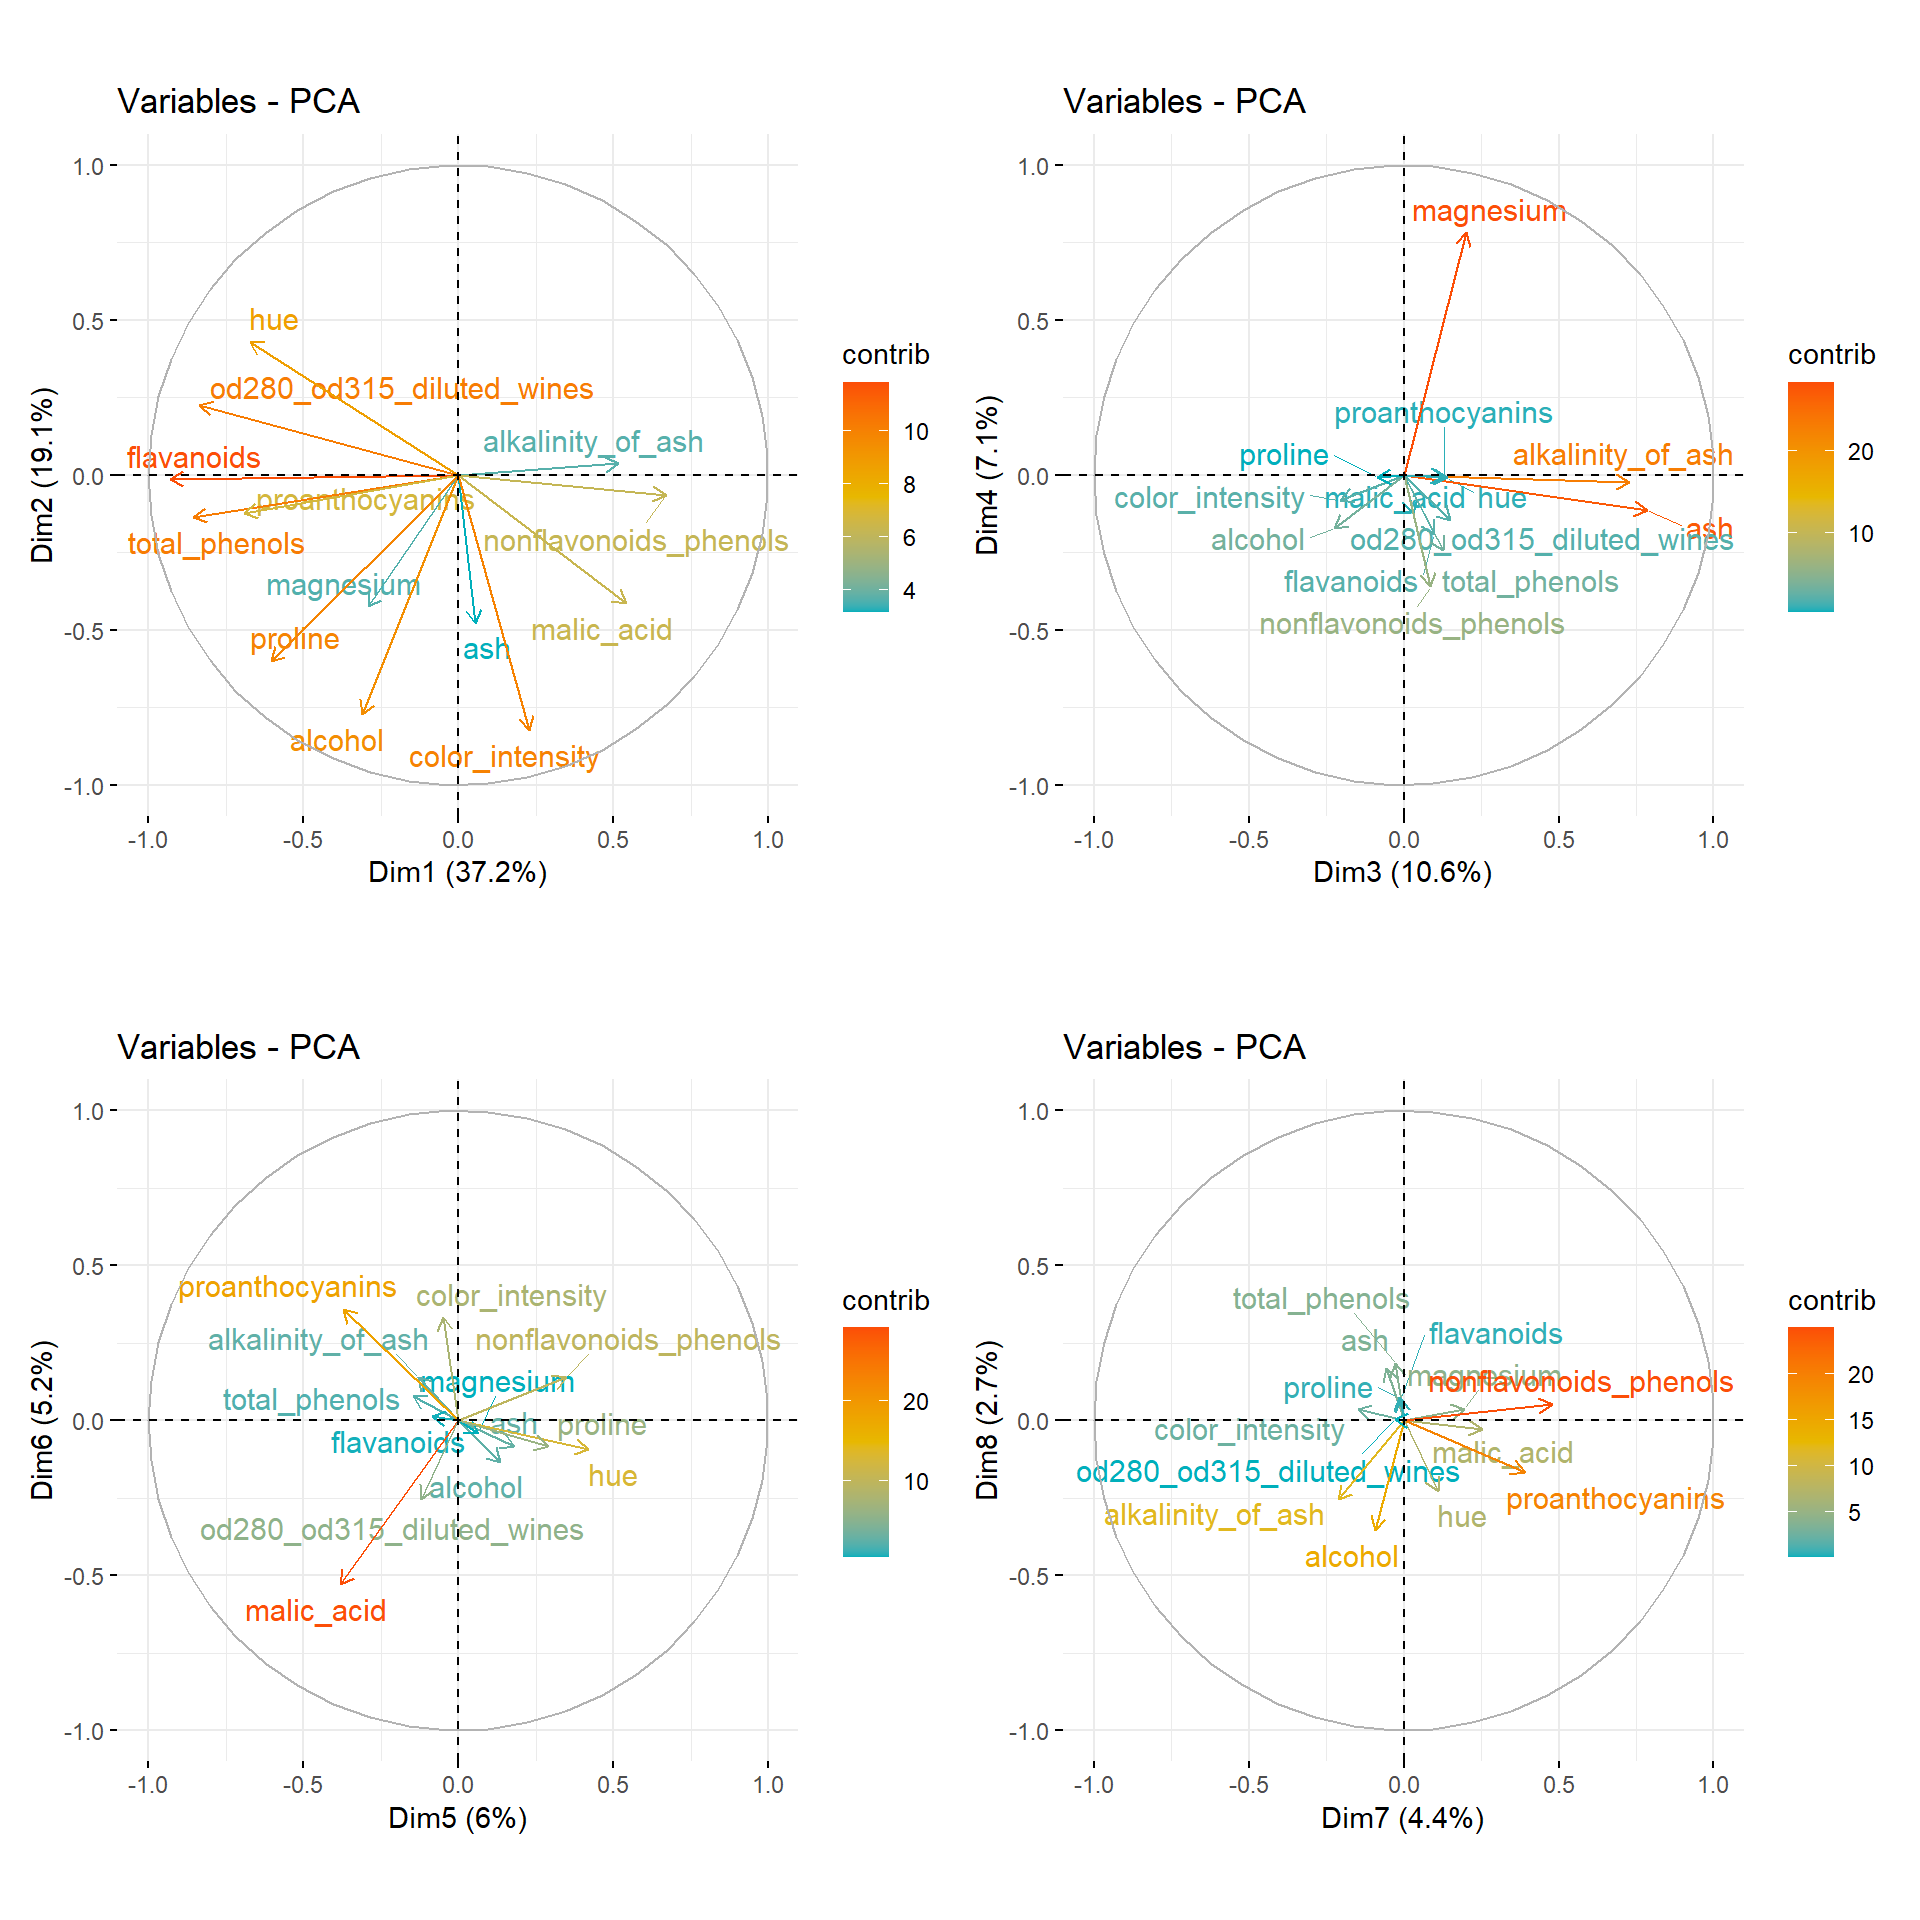 Variables - PCA
1.0
0.5
0.0
-0.5
-1.0
Dim2 (19.1%)
hue
od280_od315_diluted_wines
alkalinity_of_ash
flavanoids
proanthocyanins
total_phenols
nonflavonoids_phenols
magnesium
proline
malic_acid
ash
alcohol
color_intensity
-1.0
-0.5
0.0
0.5
1.0
Dim1 (37.2%)
contrib
10
8
6
4
Variables - PCA
1.0
0.5
0.0
-0.5
-1.0
Dim4 (7.1%)
magnesium
proanthocyanins
proline
alkalinity_of_ash
color_intensity
malic_acid
hue
ash
alcohol
od280_od315_diluted_wines
flavanoids
total_phenols
nonflavonoids_phenols
-1.0
-0.5
0.0
0.5
1.0
Dim3 (10.6%)
contrib
20
10
Variables - PCA
1.0
0.5
0.0
-0.5
-1.0
Dim6 (5.2%)
proanthocyanins
color_intensity
alkalinity_of_ash
nonflavonoids_phenols
magnesium
total_phenols
ash
proline
flavanoids
hue
alcohol
od280_od315_diluted_wines
malic_acid
-1.0
-0.5
0.0
0.5
1.0
Dim5 (6%)
contrib
20
10
Variables - PCA
1.0
0.5
0.0
-0.5
-1.0
Dim8 (2.7%)
total_phenols
flavanoids
ash
magnesium
nonflavonoids_phenols
proline
color_intensity
malic_acid
od280_od315_diluted_wines
proanthocyanins
alkalinity_of_ash
hue
alcohol
-1.0
-0.5
0.0
0.5
1.0
Dim7 (4.4%)
contrib
20
15
10
5